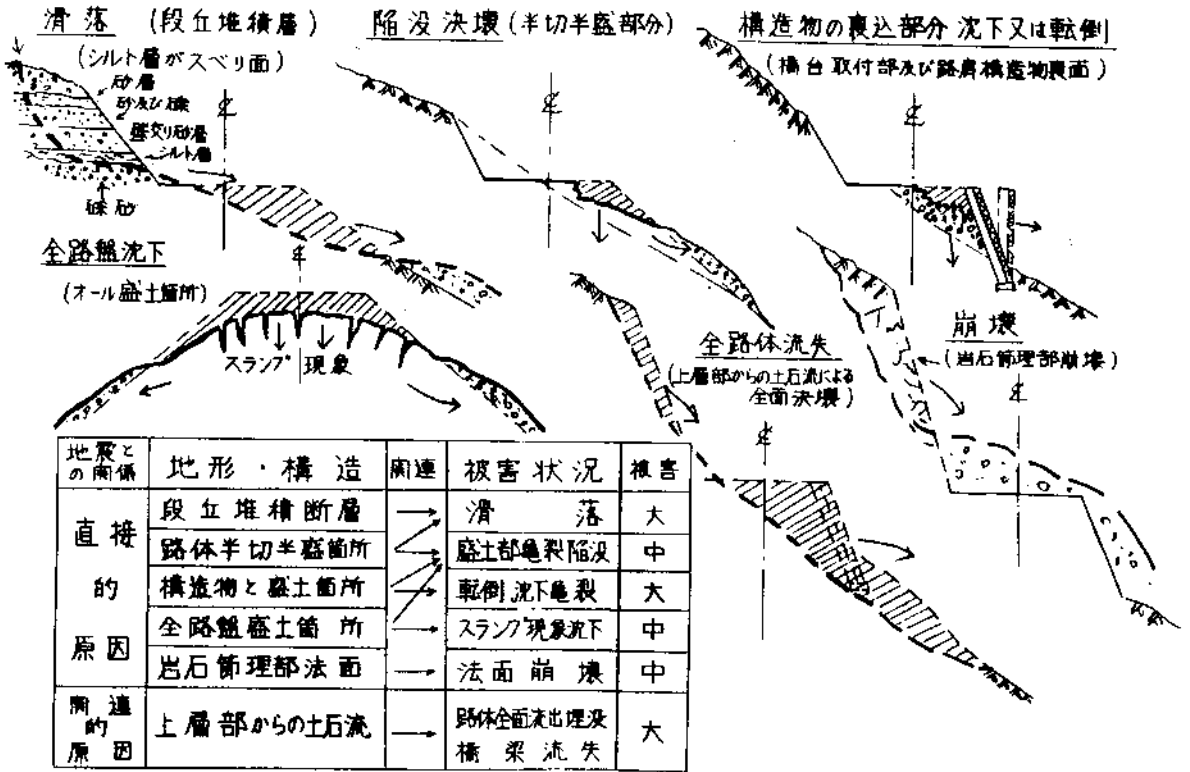 滑落 (段丘堆積層)
(シルト層がスベリ面)
砂層
砂及び礫
礫交り砂層
シルト層
礫砂
℄
陥没決壊 (半切半盛部分)
℄
構造物の裏込部分沈下又は転倒
(橋台取付部及び路肩構造物裏面)
℄
全路盤沈下
(オール盛土箇所)
℄
スランプ現象
全路体流失
(上層部からの土石流による
全面決壊)
℄
崩壊
(岩石節理部崩壊)
℄
地震と
の関係
地形・構造
関連
被害状況
被害
直接
的
原因
段丘堆積断層
→
滑落
大
路体半切半盛箇所
→
盛土部亀裂陥没
中
構造物と盛土箇所
→
転倒沈下亀裂
大
全路盤盛土箇所
→
スランプ現象沈下
中
岩石節理部法面
→
法面崩壊
中
関連
的
原因
上層部からの土石流
→
路体全面流出埋没
橋梁流失
大